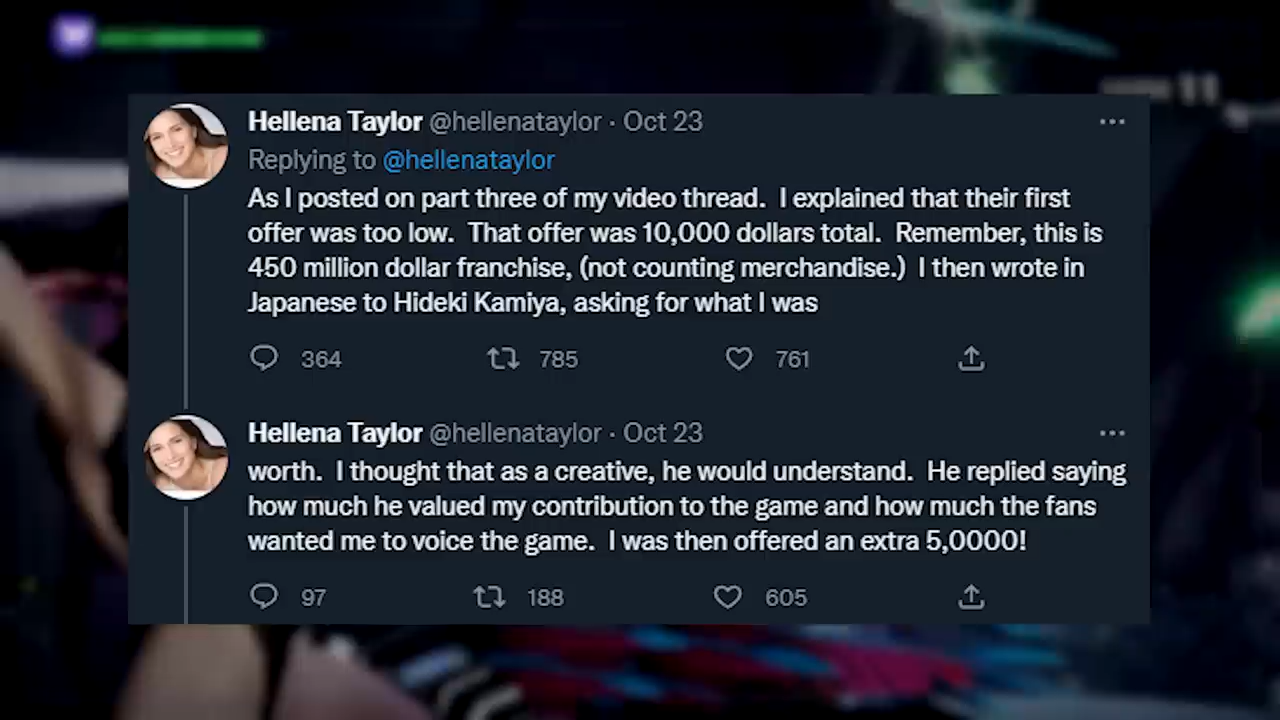 Hellena Taylor @hellenataylor · Oct 23
Replying to @hellenataylor
As I posted on part three of my video thread.  I explained that their first
offer was too low.  That offer was 10,000 dollars total.  Remember, this is
450 million dollar franchise, (not counting merchandise.)  I then wrote in
Japanese to Hideki Kamiya, asking for what I was
364 785 761
Hellena Taylor @hellenataylor · Oct 23
worth.  I thought that as a creative, he would understand.  He replied saying
how much he valued my contribution to the game and how much the fans
wanted me to voice the game.  I was then offered an extra 5,0000!
97 188 605